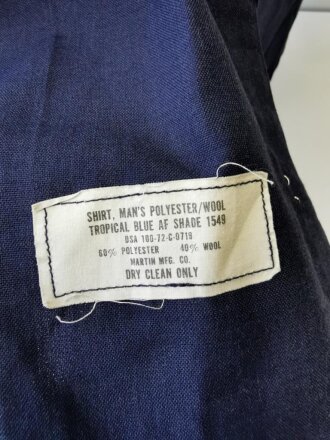 SHIRT, MAN'S POLYESTER/WOOL
TROPICAL BLUE AF SHADE 1549
DSA 100-72-C-0719
60% POLYESTER 40% WOOL
MARTIN MFG. CO.
DRY CLEAN ONLY